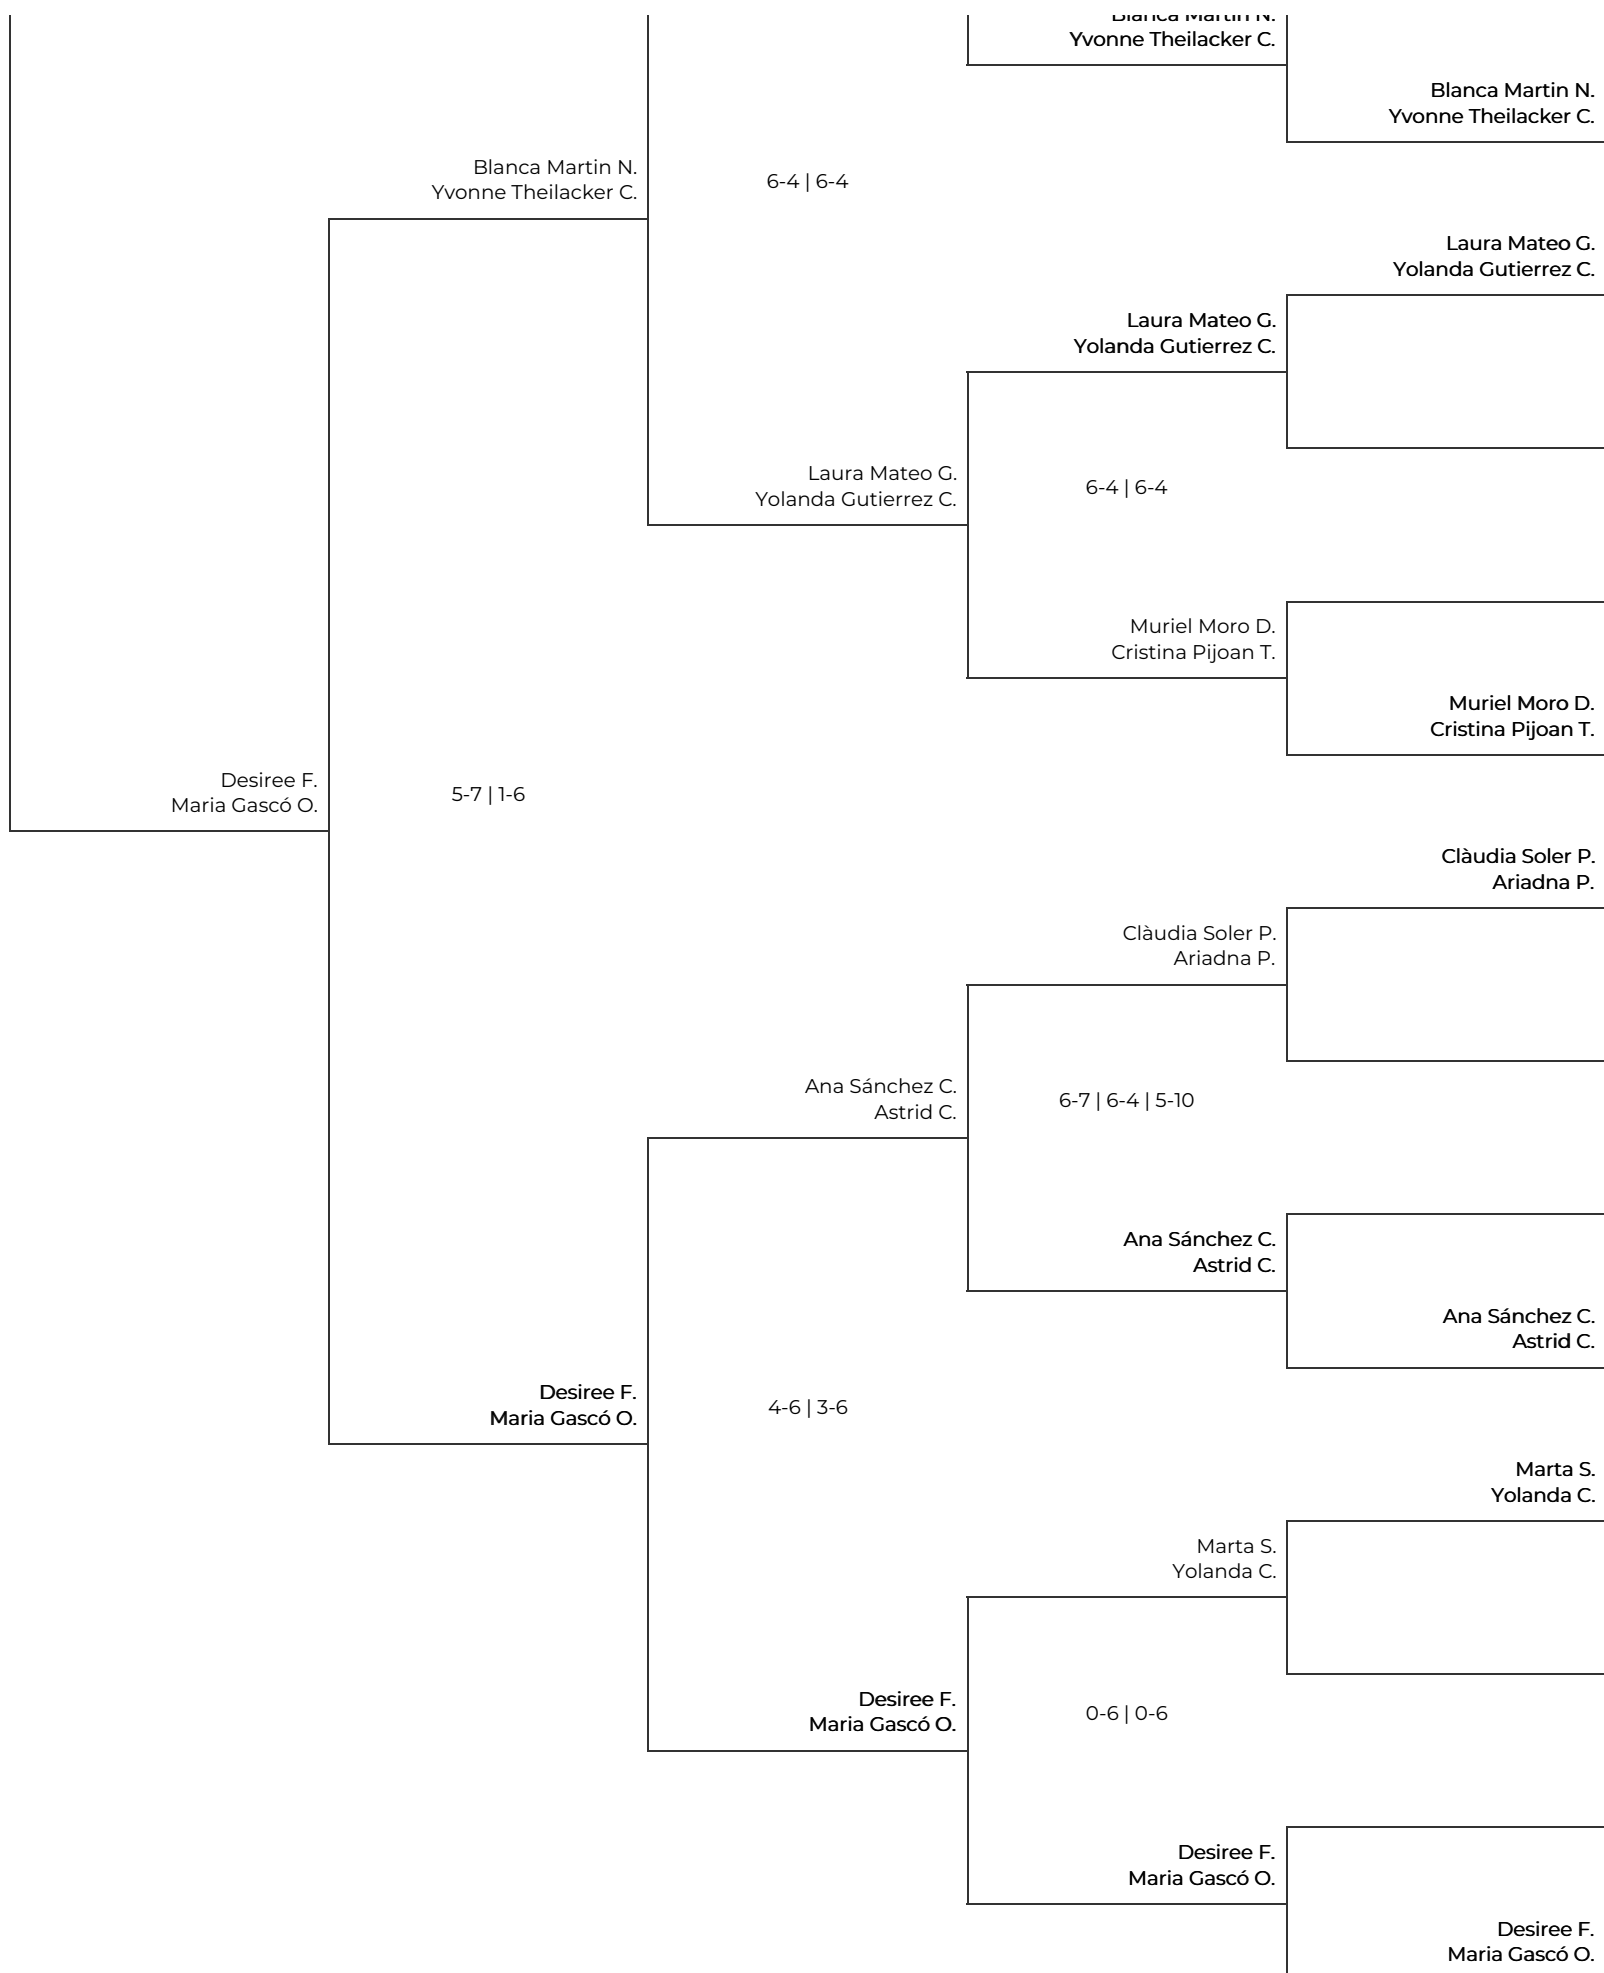 Blanca Martin N.
Yvonne Theilacker C.
Blanca Martin N.
Yvonne Theilacker C.
Blanca Martin N.
Yvonne Theilacker C.
6-4 | 6-4
Laura Mateo G.
Yolanda Gutierrez C.
Laura Mateo G.
Yolanda Gutierrez C.
Laura Mateo G.
Yolanda Gutierrez C.
6-4 | 6-4
Muriel Moro D.
Cristina Pijoan T.
Muriel Moro D.
Cristina Pijoan T.
Desiree F.
Maria Gascó O.
5-7 | 1-6
Clàudia Soler P.
Ariadna P.
Clàudia Soler P.
Ariadna P.
Ana Sánchez C.
Astrid C.
6-7 | 6-4 | 5-10
Ana Sánchez C.
Astrid C.
Ana Sánchez C.
Astrid C.
Desiree F.
Maria Gascó O.
4-6 | 3-6
Marta S.
Yolanda C.
Marta S.
Yolanda C.
Desiree F.
Maria Gascó O.
0-6 | 0-6
Desiree F.
Maria Gascó O.
Desiree F.
Maria Gascó O.